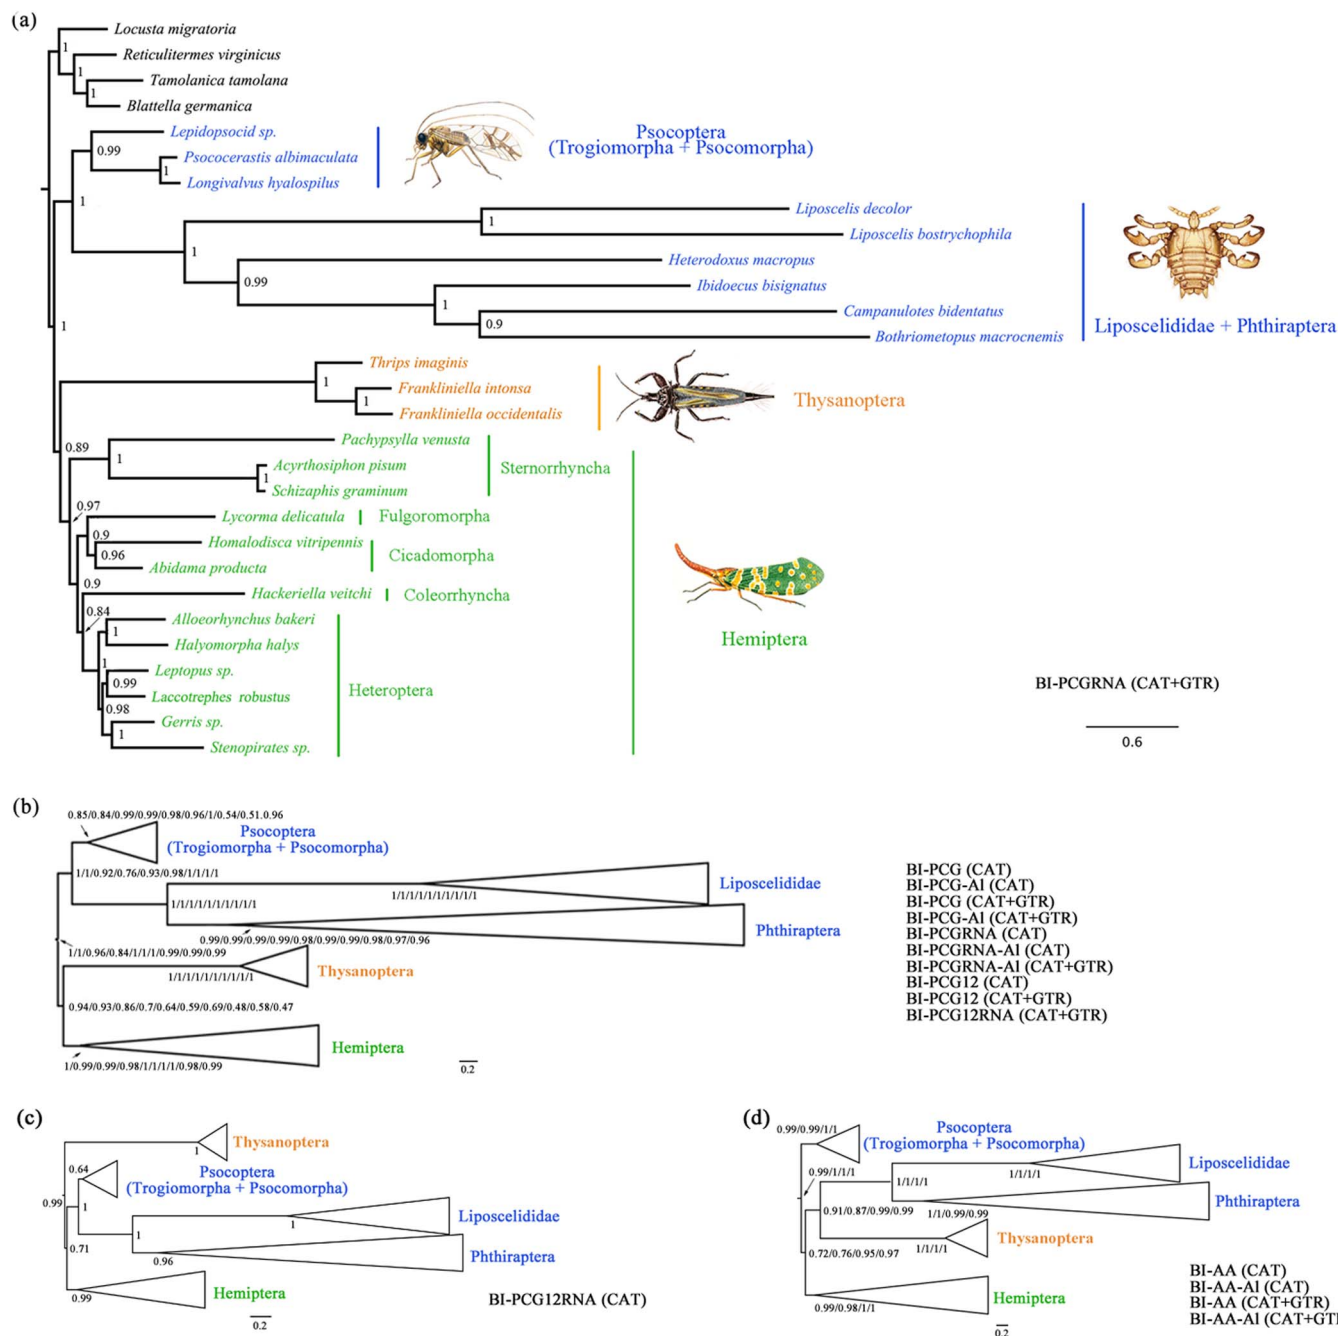 (a)
Locusta migratoria
1
Reticulitermes virginicus
1
Tamolanica tamolana
1
Blattella germanica
Lepidopsocid sp.
0.99
Psococerastis albimaculata
1
Longivalvus hyalospilus
Psocoptera
(Trogiomorpha + Psocomorpha)
1
Liposcelis decolor
1
Liposcelis bostrychophila
1
Heterodoxus macropus
0.99
Ibidoecus bisignatus
1
Campanulotes bidentatus
0.9
Bothriometopus macrocnemis
Liposcelididae + Phthiraptera
1
Thrips imaginis
1
Frankliniella intonsa
1
Frankliniella occidentalis
Thysanoptera
0.89
Pachypsylla venusta
1
Acyrthosiphon pisum
1
Schizaphis graminum
Sternorrhyncha
0.97
Lycorma delicatula
Fulgoromorpha
0.9
Homalodisca vitripennis
0.96
Abidama producta
Cicadomorpha
0.9
Hackeriella veitchi
Coleorrhyncha
0.84
Alloeorhynchus bakeri
1
Halyomorpha halys
1
Leptopus sp.
0.99
Laccotrephes robustus
0.98
Gerris sp.
1
Stenopirates sp.
Heteroptera
Hemiptera
BI-PCGRNA (CAT+GTR)
0.6
(b)
0.85/0.84/0.99/0.99/0.98/0.96/1/0.54/0.51.0.96
Psocoptera
(Trogiomorpha + Psocomorpha)
1/1/0.92/0.76/0.93/0.98/1/1/1/1
Liposcelididae
1/1/1/1/1/1/1/1/1/1
1/1/1/1/1/1/1/1/1/1
Phthiraptera
0.99/0.99/0.99/0.99/0.98/0.99/0.99/0.98/0.97/0.96
1/1/0.96/0.84/1/1/1/0.99/0.99/0.99
Thysanoptera
1/1/1/1/1/1/1/1/1/1
0.94/0.93/0.86/0.7/0.64/0.59/0.69/0.48/0.58/0.47
Hemiptera
1/0.99/0.99/0.98/1/1/1/1/0.98/0.99
0.2
BI-PCG (CAT)
BI-PCG-Al (CAT)
BI-PCG (CAT+GTR)
BI-PCG-Al (CAT+GTR)
BI-PCGRNA (CAT)
BI-PCGRNA-Al (CAT)
BI-PCGRNA-Al (CAT+GTR)
BI-PCG12 (CAT)
BI-PCG12 (CAT+GTR)
BI-PCG12RNA (CAT+GTR)
(c)
Thysanoptera
1
0.64
Psocoptera
(Trogiomorpha + Psocomorpha)
0.99
1
Liposcelididae
1
1
Phthiraptera
0.96
0.71
Hemiptera
0.99
0.2
BI-PCG12RNA (CAT)
(d)
0.99/0.99/1/1
Psocoptera
(Trogiomorpha + Psocomorpha)
0.99/1/1/1
Liposcelididae
1/1/1/1
1/1/1/1
Phthiraptera
1/1/0.99/0.99
0.91/0.87/0.99/0.99
Thysanoptera
1/1/1/1
0.72/0.76/0.95/0.97
Hemiptera
0.99/0.98/1/1
0.2
BI-AA (CAT)
BI-AA-Al (CAT)
BI-AA (CAT+GTR)
BI-AA-Al (CAT+GT